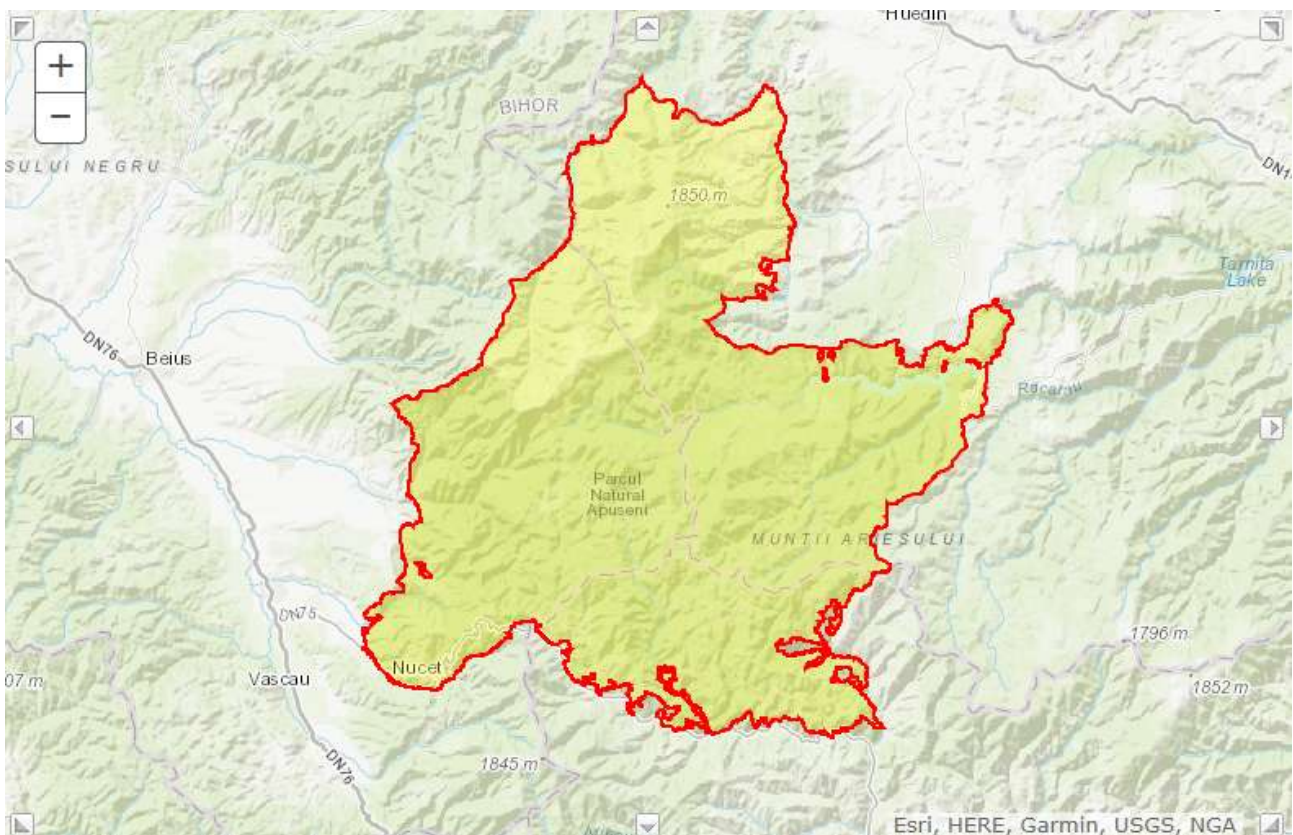 Huedin
BIHOR
SULUI NEGRU
DN1
1850 m
Tarnita
Lake
DN76
Beius
Racatau
Parcul
Natural
Apuseni
MUNTII ARIESULUI
DN75
Nucet
Vascau
1796 m
07 m
1852 m
DN76
1845 m
Esri, HERE, Garmin, USGS, NGA